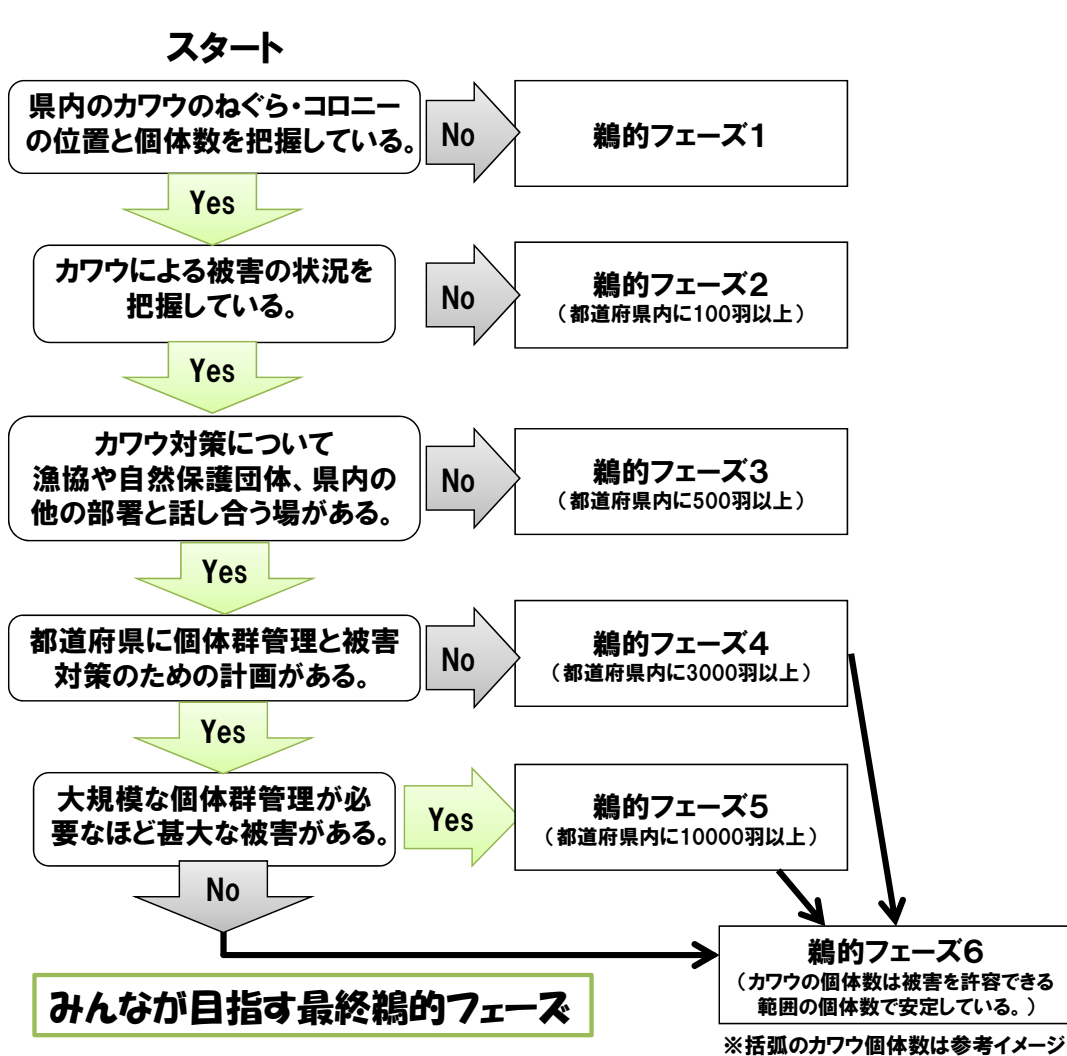 スタート
県内のカワウのねぐら・コロニー
の位置と個体数を把握している。
No
鵜的フェーズ1
Yes
カワウによる被害の状況を
把握している。
No
鵜的フェーズ2
(都道府県内に100羽以上)
Yes
カワウ対策について
漁協や自然保護団体、県内の
他の部署と話し合う場がある。
No
鵜的フェーズ3
(都道府県内に500羽以上)
Yes
都道府県に個体群管理と被害
対策のための計画がある。
No
鵜的フェーズ4
(都道府県内に3000羽以上)
Yes
大規模な個体群管理が必
要なほど甚大な被害がある。
Yes
鵜的フェーズ5
(都道府県内に10000羽以上)
No
鵜的フェーズ6
(カワウの個体数は被害を許容できる
範囲の個体数で安定している。)
みんなが目指す最終鵜的フェーズ
※括弧のカワウ個体数は参考イメージ